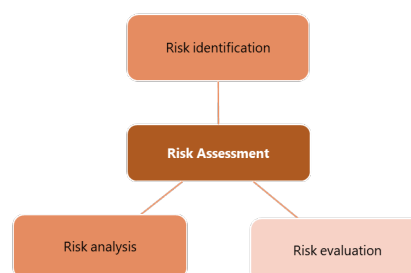 Risk identification
Risk Assessment
Risk analysis
Risk evaluation